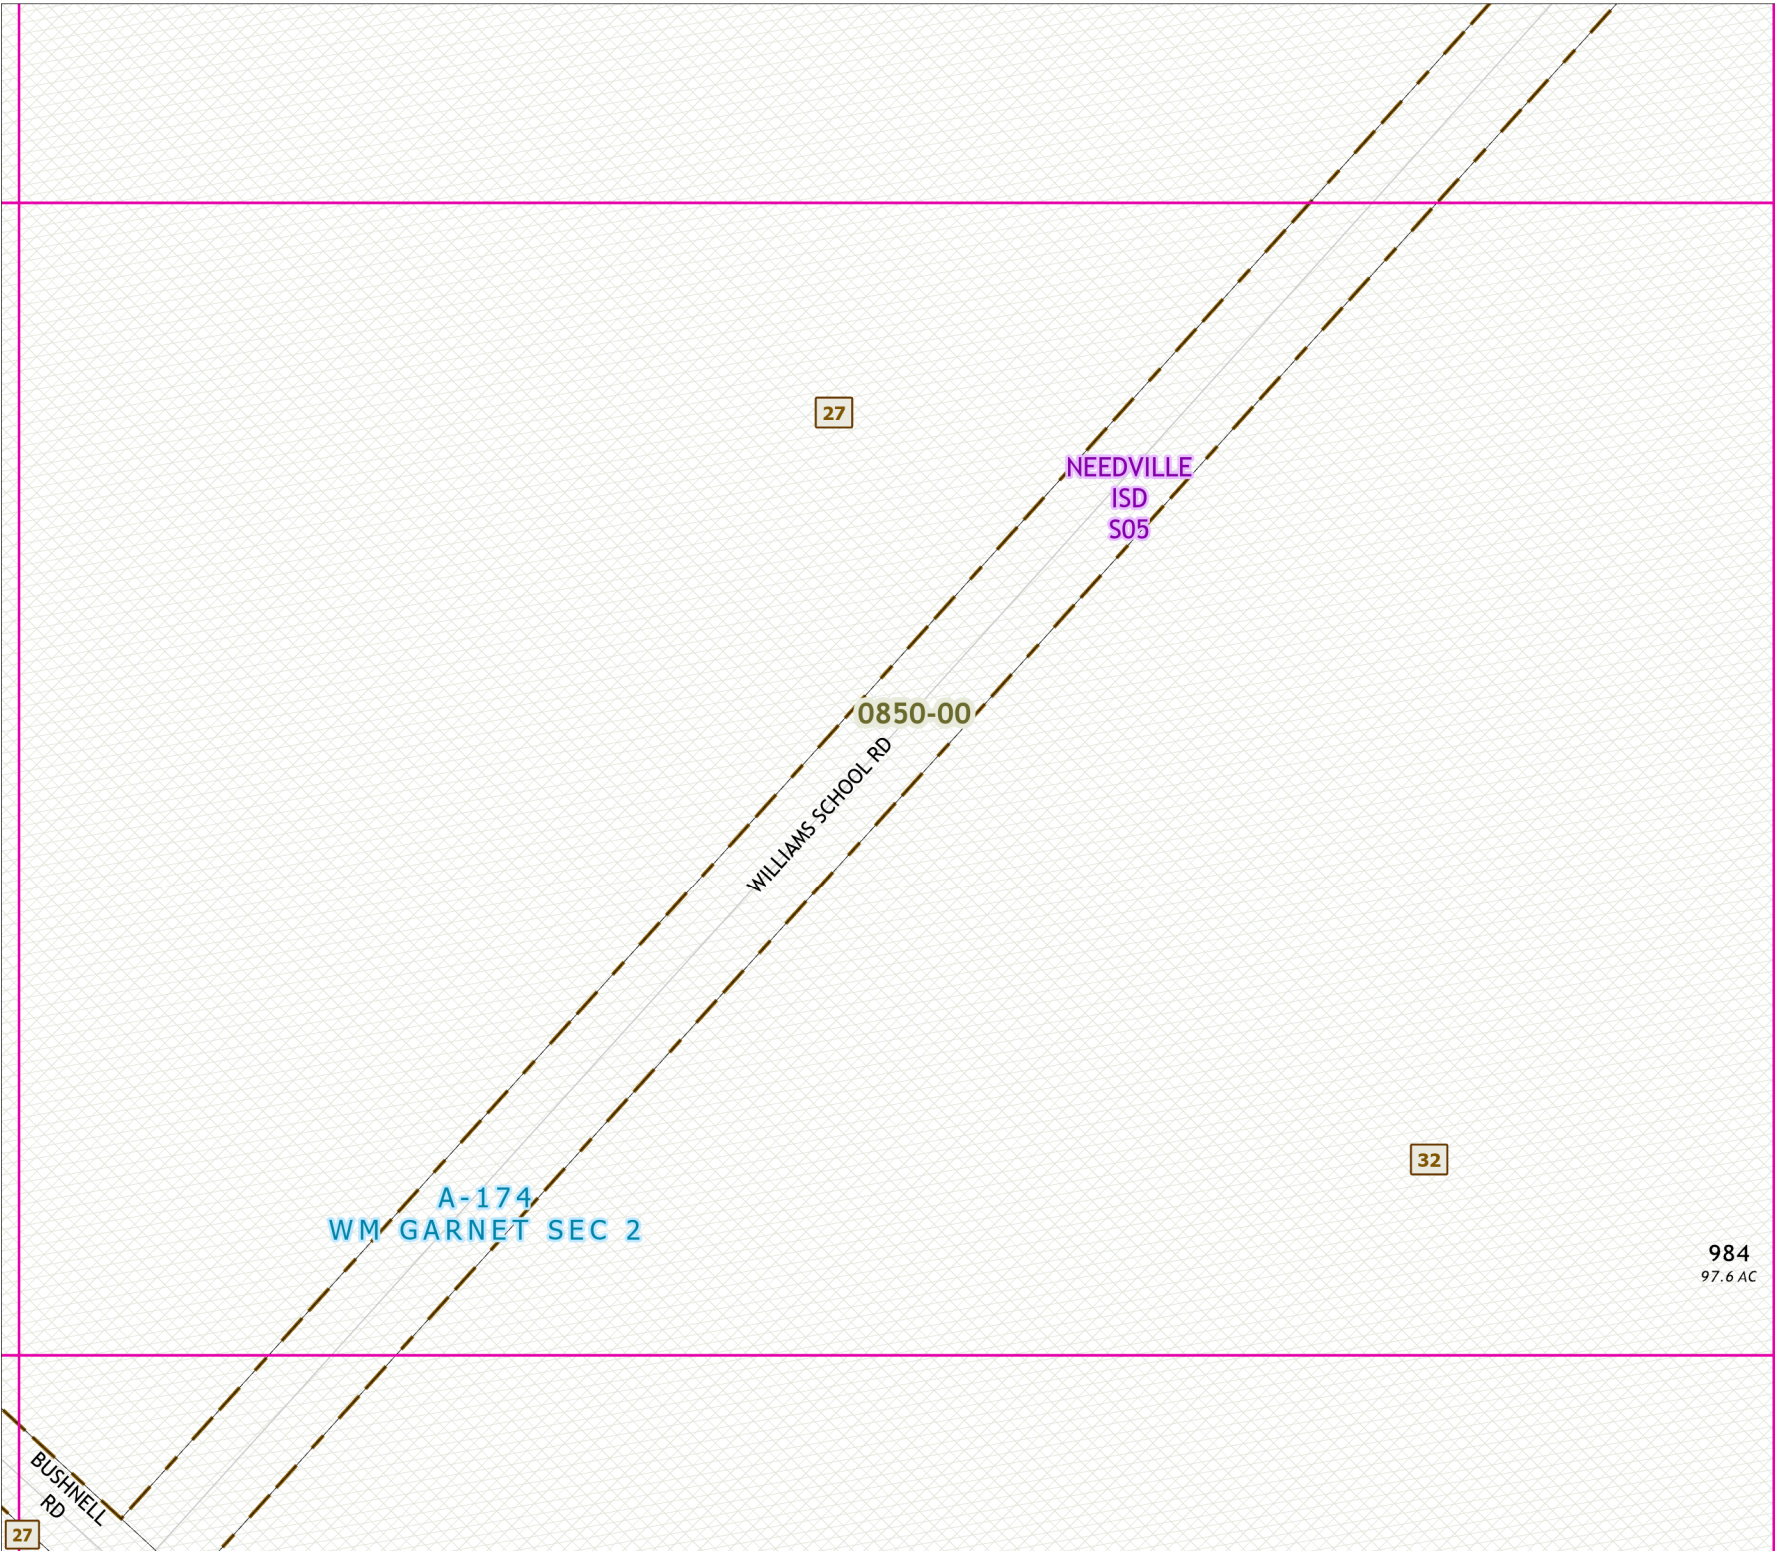 27
NEEDVILLE
ISD
S05
0850-00
WILLIAMS SCHOOL RD
32
A-174
WM GARNET SEC 2
984
97.6 AC
BUSHNELL
RD
27